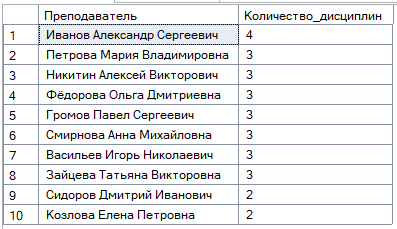 Преподаватель Количество_дисциплин
1 Иванов Александр Сергеевич 4
2 Петрова Мария Владимировна 3
3 Никитин Алексей Викторович 3
4 Фёдорова Ольга Дмитриевна 3
5 Громов Павел Сергеевич 3
6 Смирнова Анна Михайловна 3
7 Васильев Игорь Николаевич 3
8 Зайцева Татьяна Викторовна 3
9 Сидоров Дмитрий Иванович 2
10 Козлова Елена Петровна 2